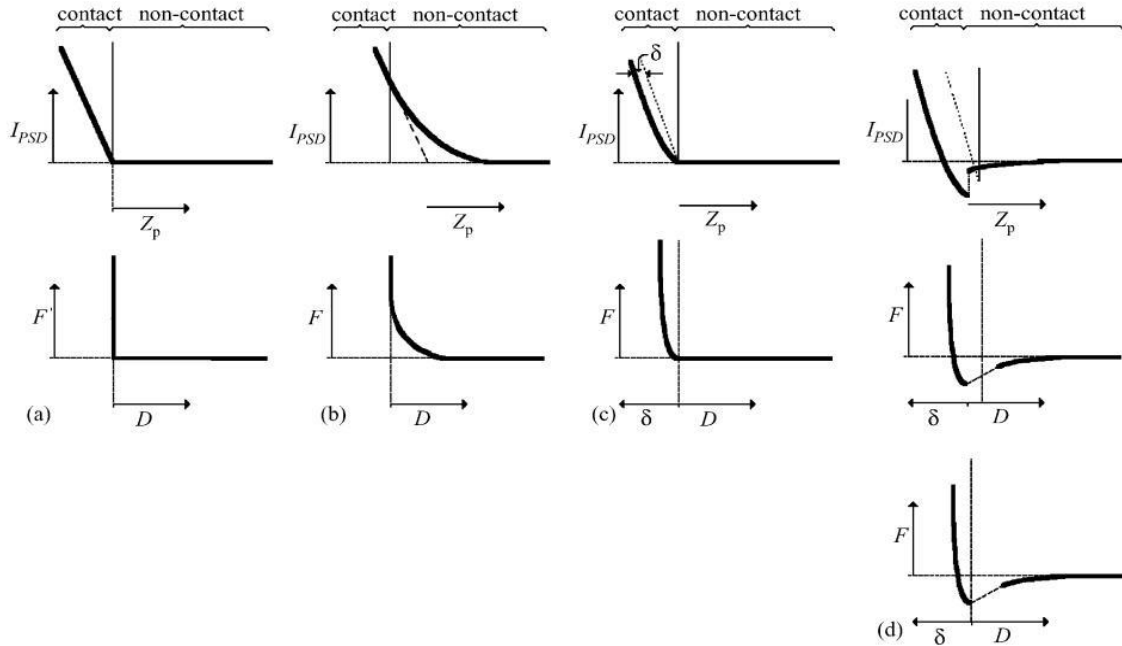 contact non-contact contact non-contact contact non-contact contact non-contact
δ
I_PSD I_PSD I_PSD I_PSD
Z_p Z_p Z_p Z_p
F' F F F
(a) D (b) D (c) δ D δ D
F
(d) δ D